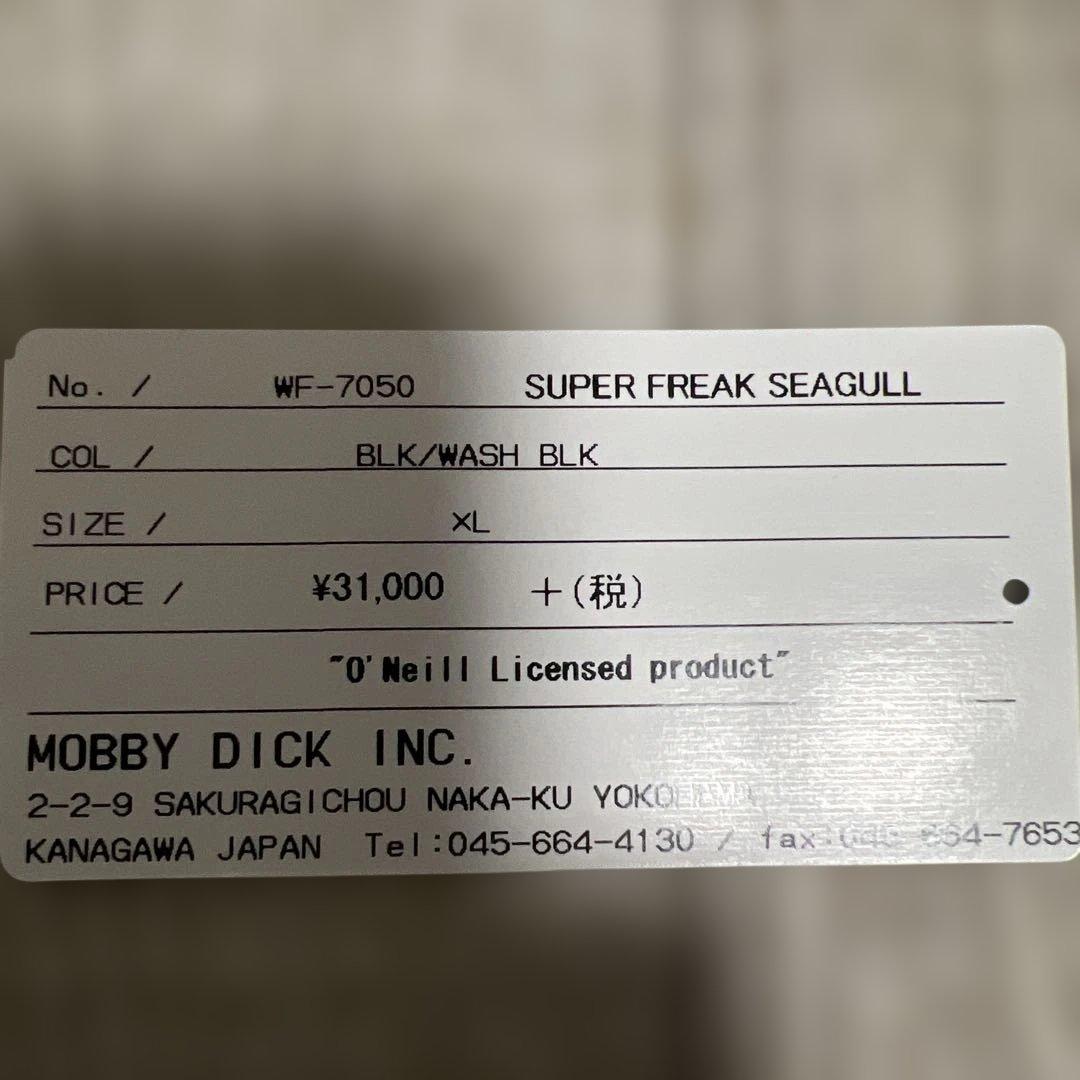 No. / WF-7050 SUPER FREAK SEAGULL
COL / BLK/WASH BLK
SIZE / XL
PRICE / ¥31,000 +(税)
"O'Neill Licensed product"
MOBBY DICK INC.
2-2-9 SAKURAGICHOU NAKA-KU
KANAGAWA JAPAN Tel:045-664-4130 / fax: